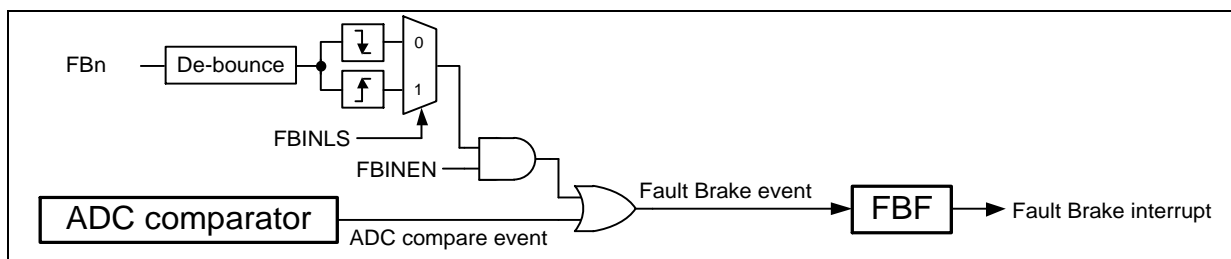 FBn
De-bounce
0
1
FBINLS
FBINEN
ADC comparator
ADC compare event
Fault Brake event
FBF
Fault Brake interrupt